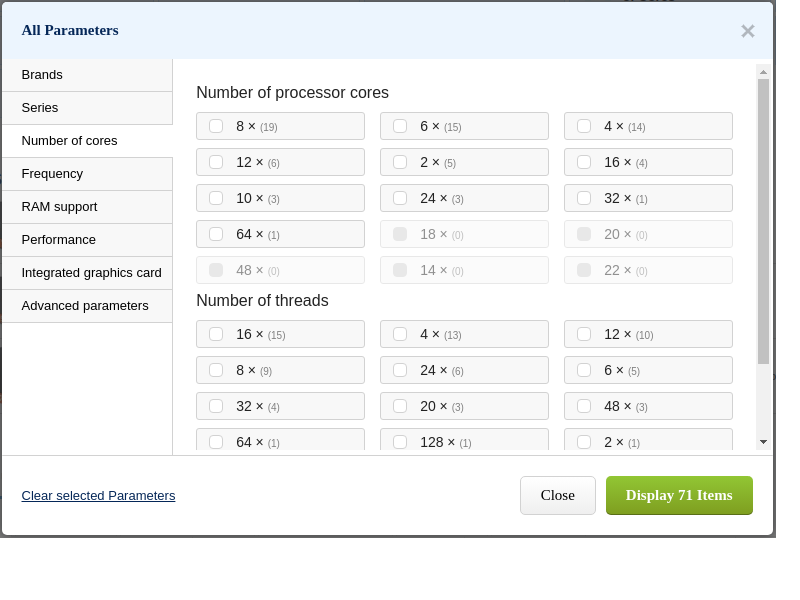 All Parameters
×
Brands
Series
Number of cores
Frequency
RAM support
Performance
Integrated graphics card
Advanced parameters
Number of processor cores
8 × (19)
6 × (15)
4 × (14)
12 × (6)
2 × (5)
16 × (4)
10 × (3)
24 × (3)
32 × (1)
64 × (1)
18 × (0)
20 × (0)
48 × (0)
14 × (0)
22 × (0)
Number of threads
16 × (15)
4 × (13)
12 × (10)
8 × (9)
24 × (6)
6 × (5)
32 × (4)
20 × (3)
48 × (3)
64 × (1)
128 × (1)
2 × (1)
Clear selected Parameters
Close
Display 71 Items